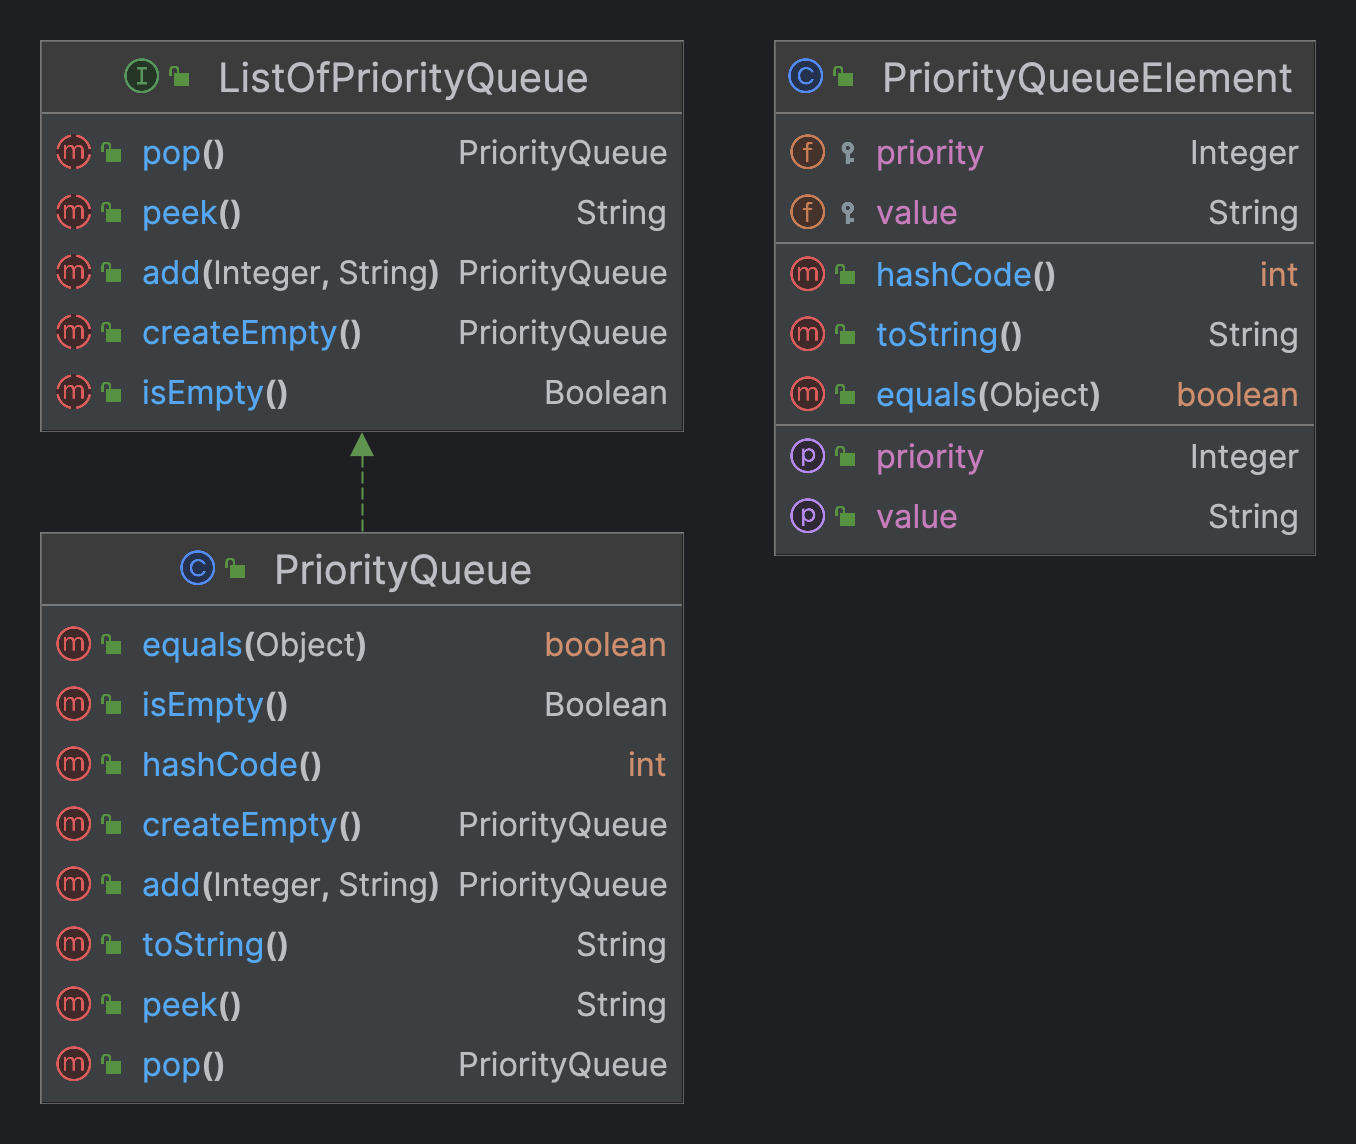 I ListOfPriorityQueue
m pop() PriorityQueue
m peek() String
m add(Integer, String) PriorityQueue
m createEmpty() PriorityQueue
m isEmpty() Boolean
C PriorityQueue
m equals(Object) boolean
m isEmpty() Boolean
m hashCode() int
m createEmpty() PriorityQueue
m add(Integer, String) PriorityQueue
m toString() String
m peek() String
m pop() PriorityQueue
C PriorityQueueElement
f priority Integer
f value String
m hashCode() int
m toString() String
m equals(Object) boolean
p priority Integer
p value String